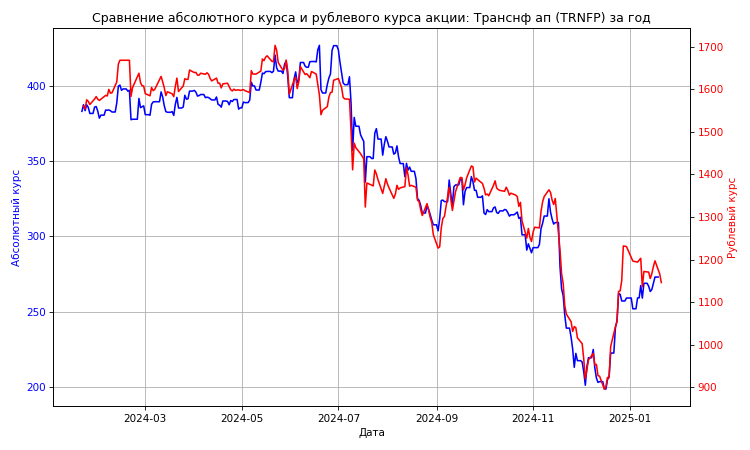 Сравнение абсолютного курса и рублевого курса акции: Транснф ап (TRNFP) за год
Абсолютный курс
400
350
300
250
200
1700
1600
1500
1400
1300
1200
1100
1000
900
Рублевый курс
2024-03 2024-05 2024-07 2024-09 2024-11 2025-01
Дата